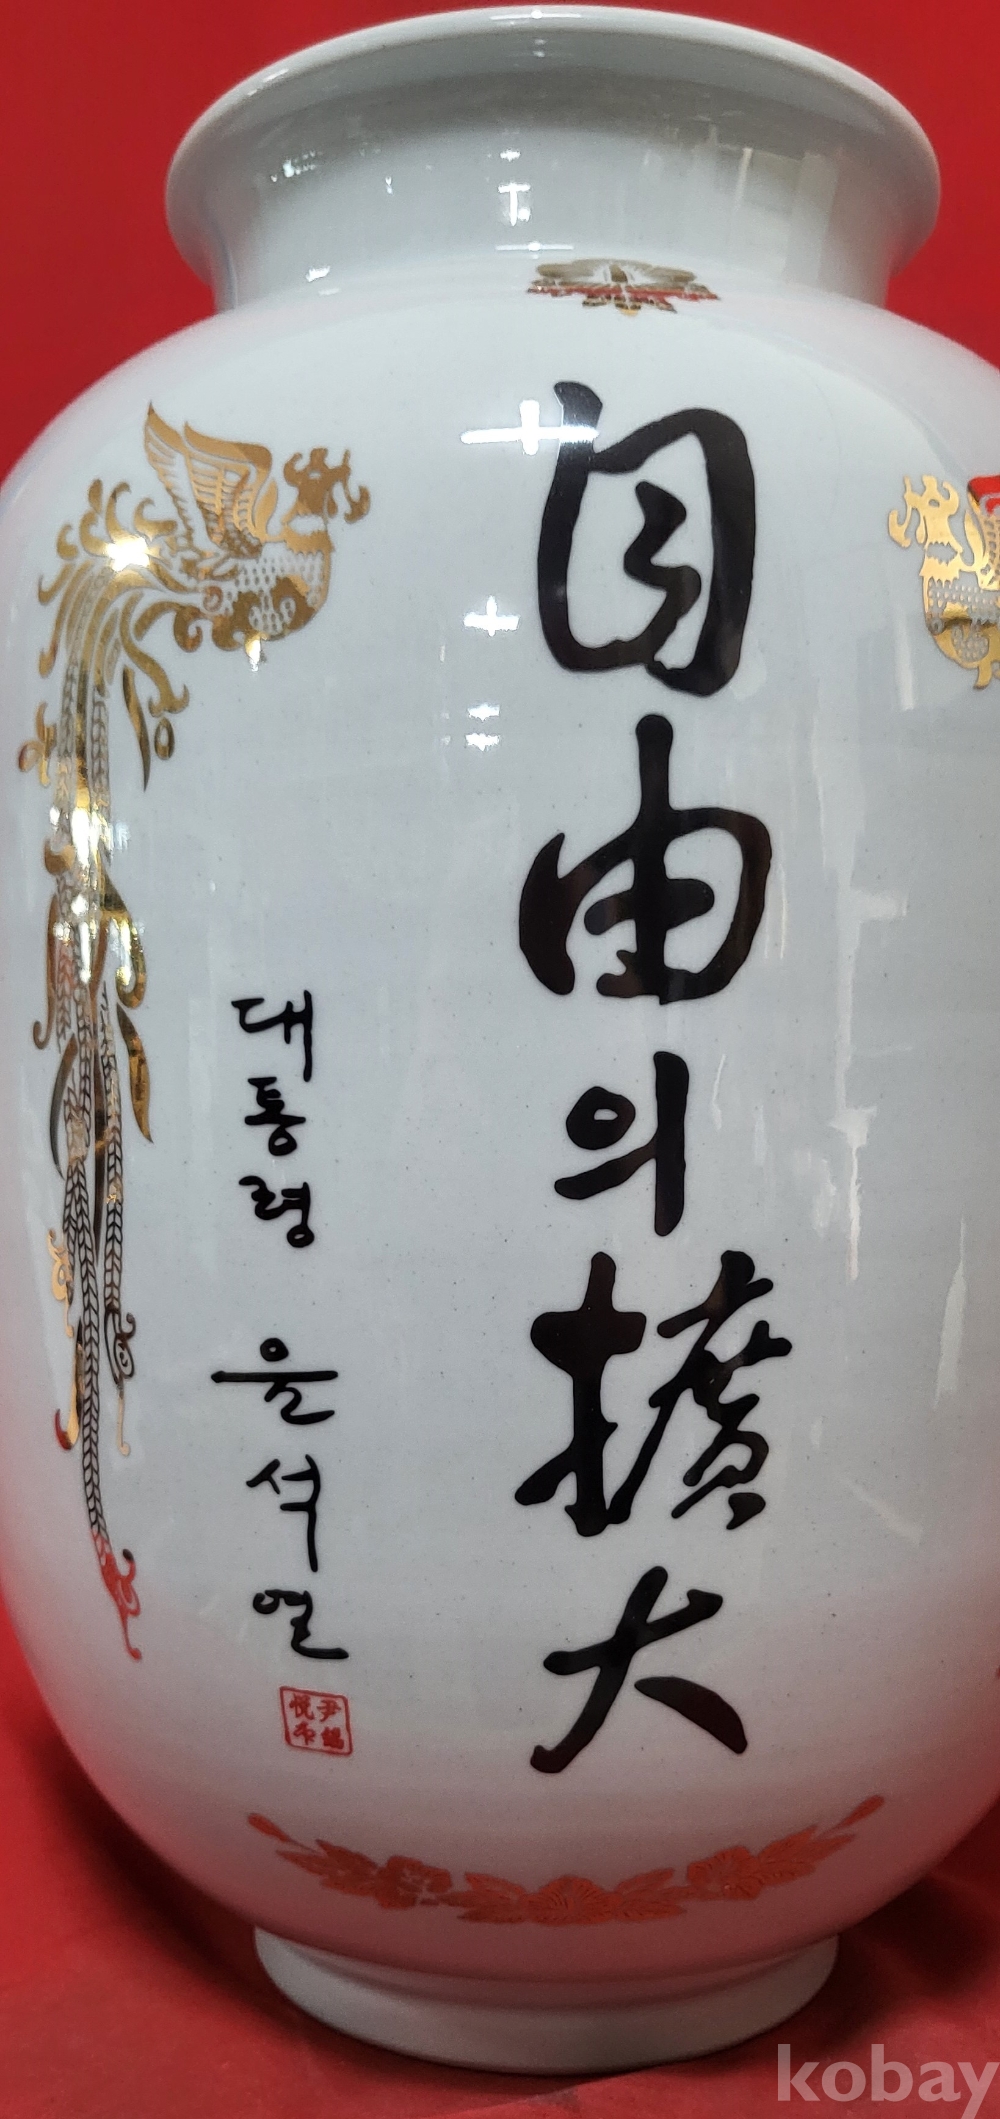 自由의擴大
대통령 윤석열
尹錫
悅印
kobay